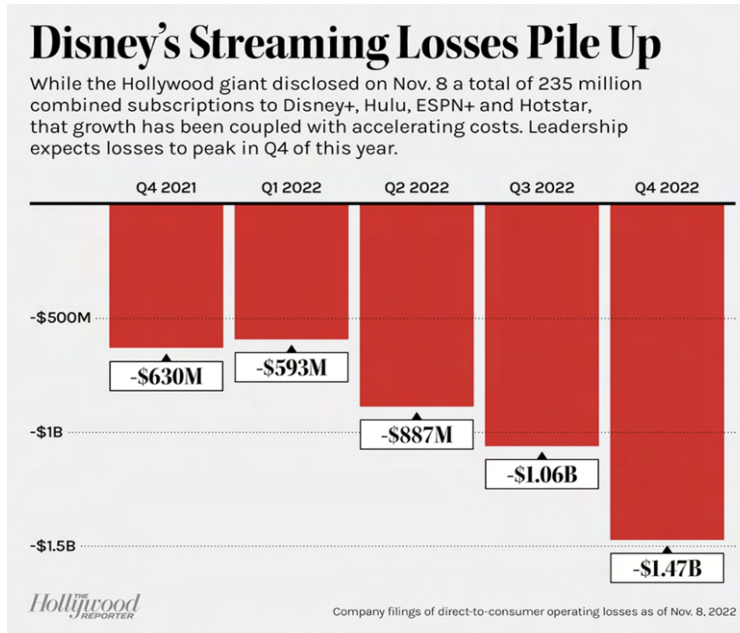 Disney's Streaming Losses Pile Up
While the Hollywood giant disclosed on Nov. 8 a total of 235 million
combined subscriptions to Disney+, Hulu, ESPN+ and Hotstar,
that growth has been coupled with accelerating costs. Leadership
expects losses to peak in Q4 of this year.
Q4 2021 Q1 2022 Q2 2022 Q3 2022 Q4 2022
-$500M
-$630M
-$593M
-$1B
-$887M
-$1.06B
-$1.5B
-$1.47B
THE
Hollywood
REPORTER
Company filings of direct-to-consumer operating losses as of Nov. 8, 2022